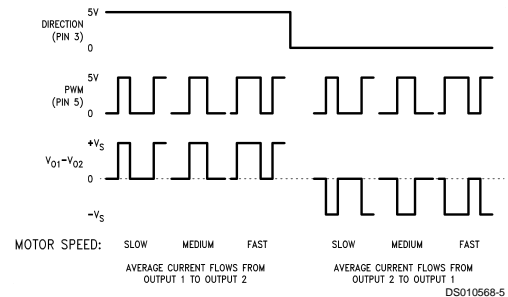 DIRECTION
(PIN 3)
5V
0
PWM
(PIN 5)
5V
0
V01–V02
+VS
0
–VS
MOTOR SPEED: SLOW MEDIUM FAST SLOW MEDIUM FAST
AVERAGE CURRENT FLOWS FROM
OUTPUT 1 TO OUTPUT 2
AVERAGE CURRENT FLOWS FROM
OUTPUT 2 TO OUTPUT 1
DS010568-5